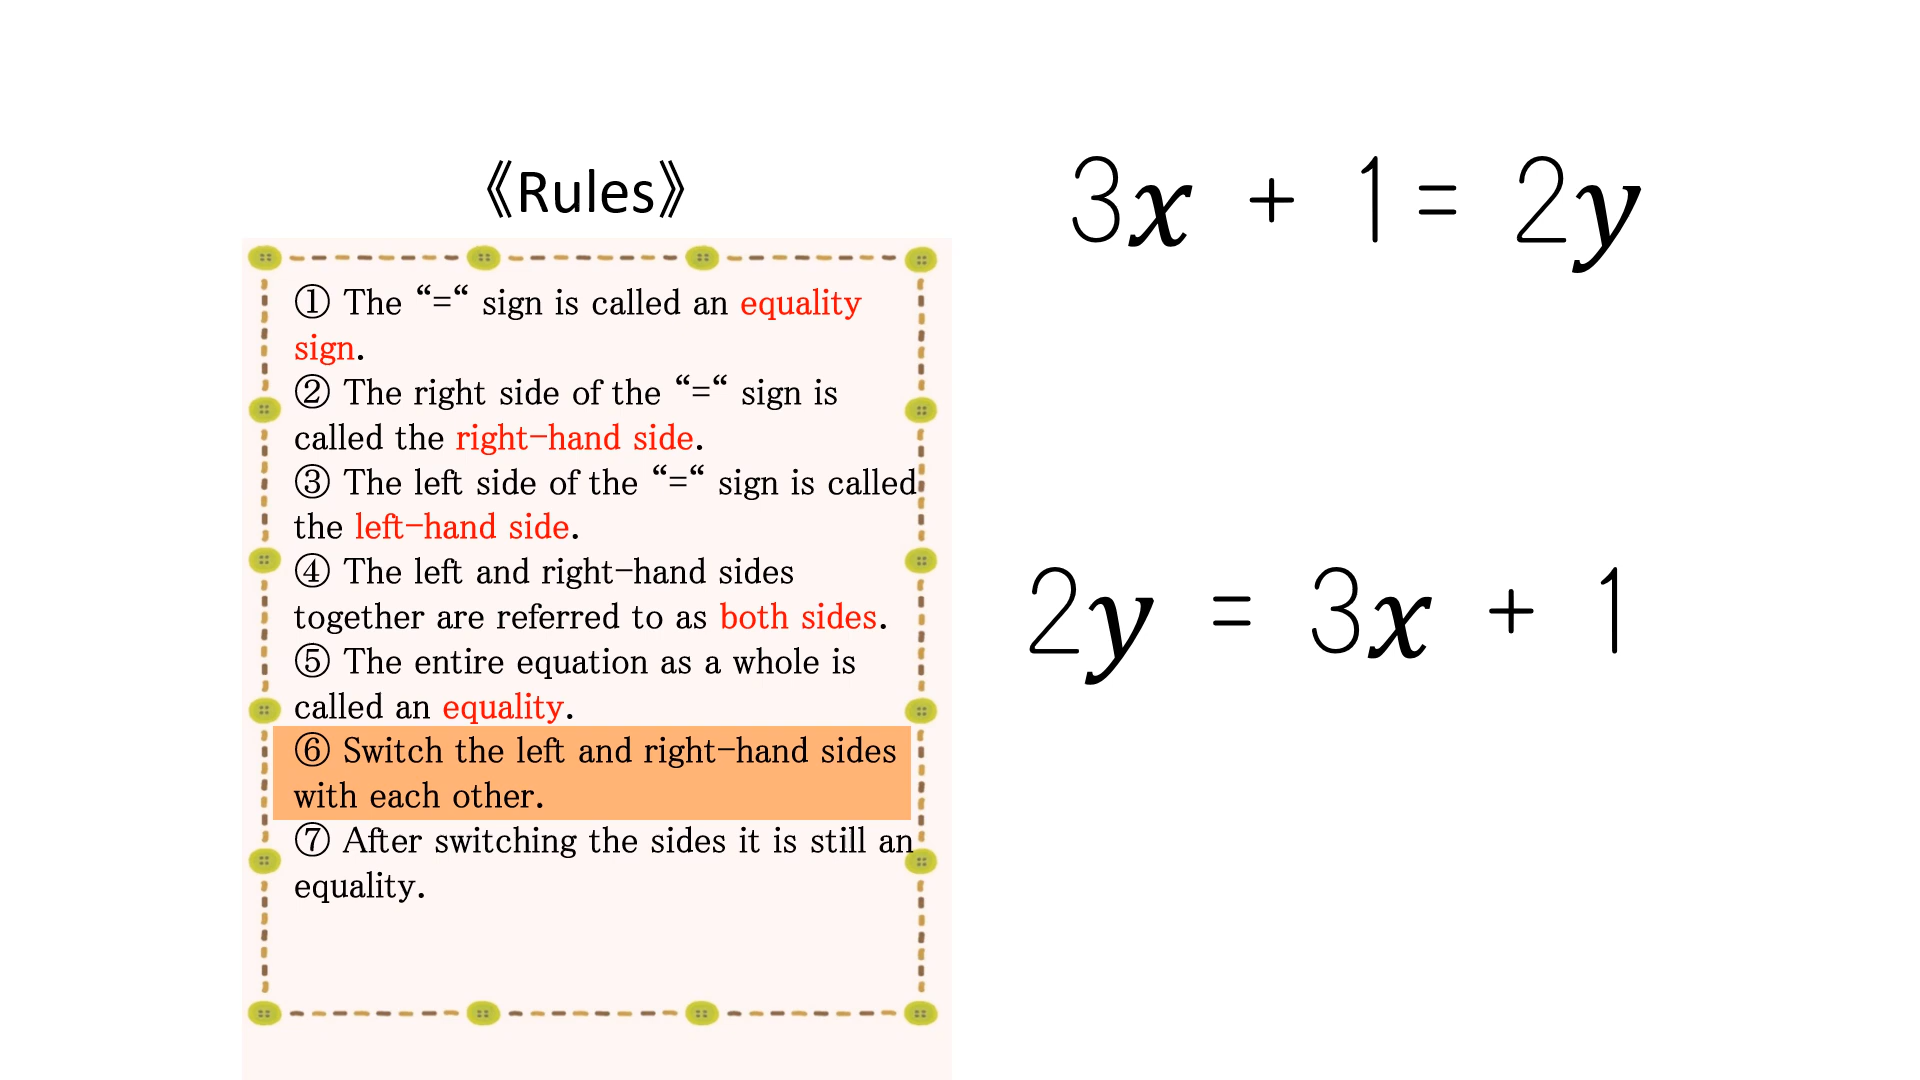 《Rules》
① The “=“ sign is called an equality
sign.
② The right side of the “=“ sign is
called the right-hand side.
③ The left side of the “=“ sign is called
the left-hand side.
④ The left and right-hand sides
together are referred to as both sides.
⑤ The entire equation as a whole is
called an equality.
⑥ Switch the left and right-hand sides
with each other.
⑦ After switching the sides it is still an
equality.
3x + 1 = 2y
2y = 3x + 1